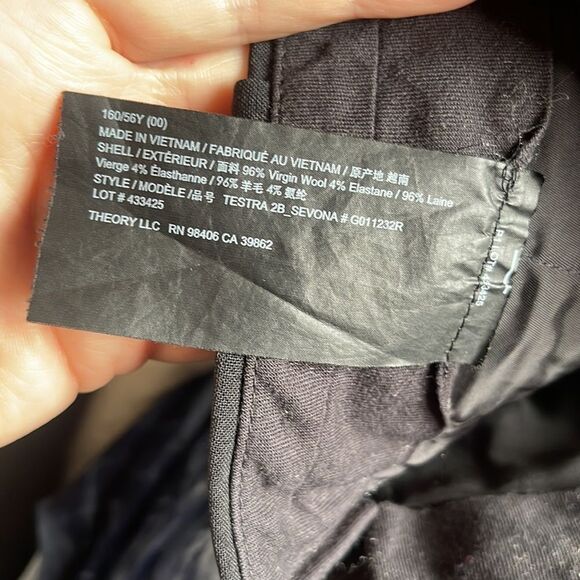 160/56Y (00)
MADE IN VIETNAM / FABRIQUÉ AU VIETNAM / 原产地 越南
SHELL / EXTÉRIEUR / 面料 96% Virgin Wool 4% Elastane / 96% Laine
Vierge 4% Élasthanne / 96% 羊毛 4% 氨纶
STYLE / MODÈLE /品号 TESTRA 2B_SEVONA # G011232R
LOT # 433425
THEORY LLC RN 98406 CA 39862